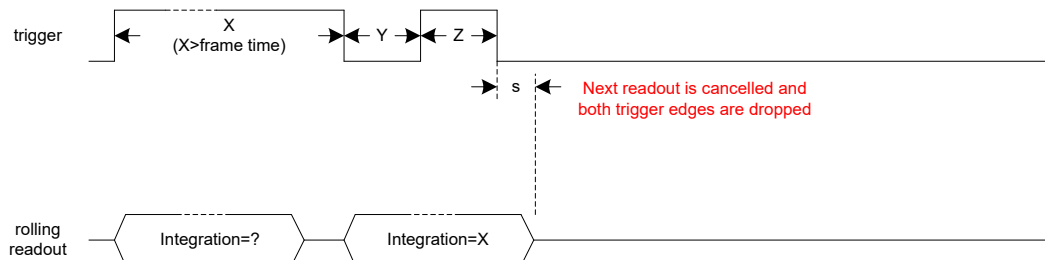 trigger
X
(X>frame time)
Y
Z
s
Next readout is cancelled and
both trigger edges are dropped
rolling
readout
Integration=?
Integration=X